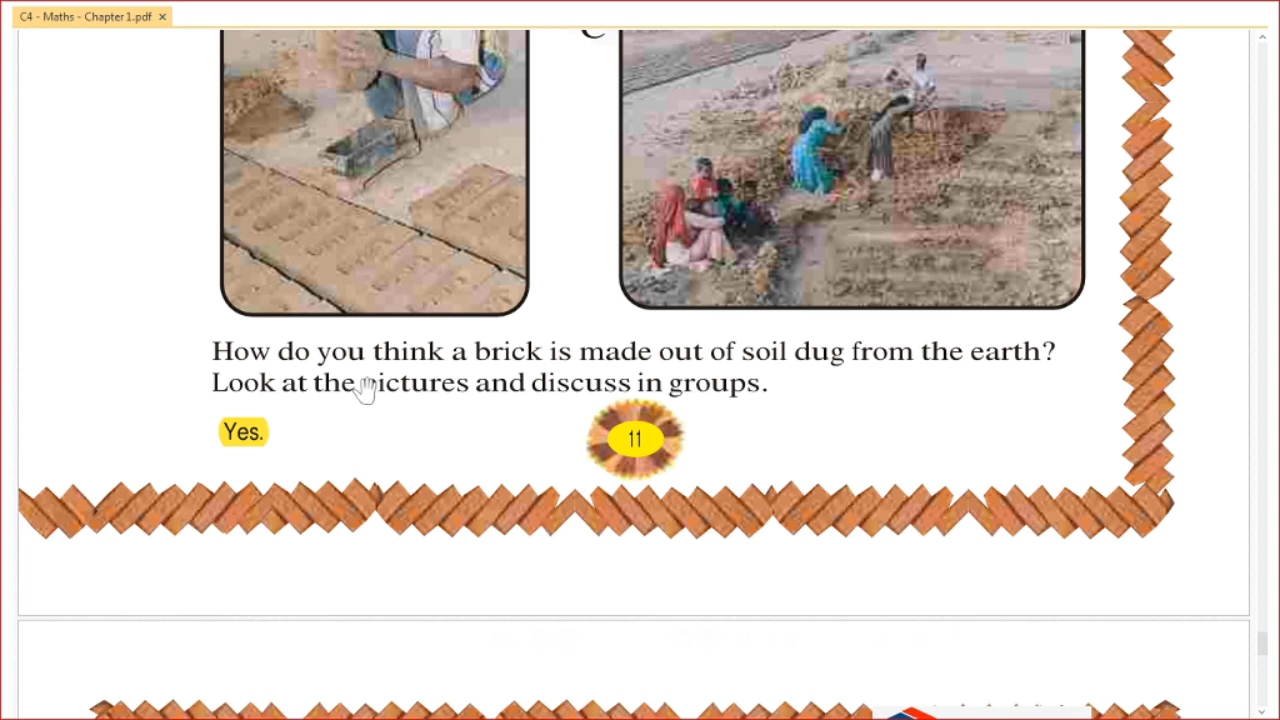 C4 - Maths - Chapter 1.pdf
How do you think a brick is made out of soil dug from the earth?
Look at the pictures and discuss in groups.
Yes.
11